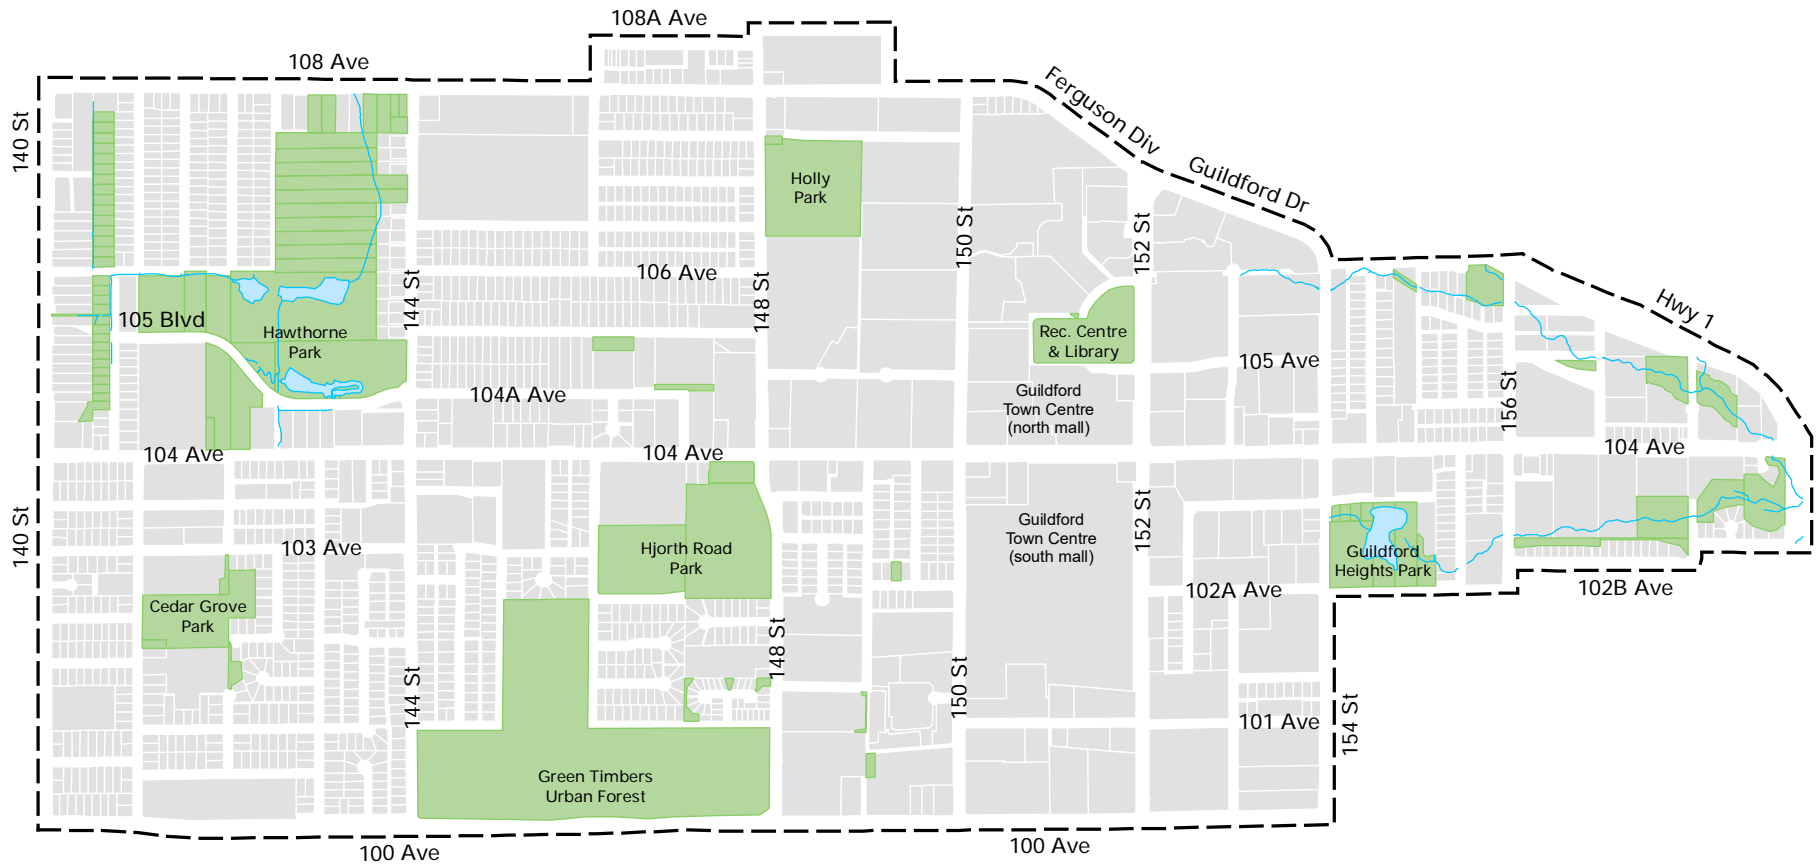 108A Ave
108 Ave
Ferguson Div
140 St
Guildford Dr
Holly
Park
150 St
152 St
106 Ave
144 St
148 St
Hwy 1
105 Blvd
Hawthorne
Park
Rec. Centre
& Library
105 Ave
156 St
104A Ave
Guildford
Town Centre
(north mall)
104 Ave
104 Ave
104 Ave
140 St
103 Ave
Hjorth Road
Park
Guildford
Town Centre
(south mall)
152 St
Guildford
Heights Park
102A Ave
102B Ave
Cedar Grove
Park
148 St
144 St
150 St
154 St
101 Ave
Green Timbers
Urban Forest
100 Ave
100 Ave